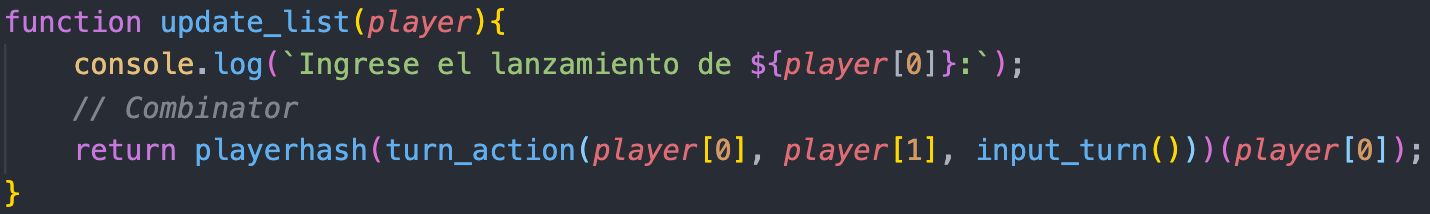 function update_list(player){
    console.log(`Ingrese el lanzamiento de ${player[0]}:`);
    // Combinator
    return playerhash(turn_action(player[0], player[1], input_turn()))(player[0]);
}